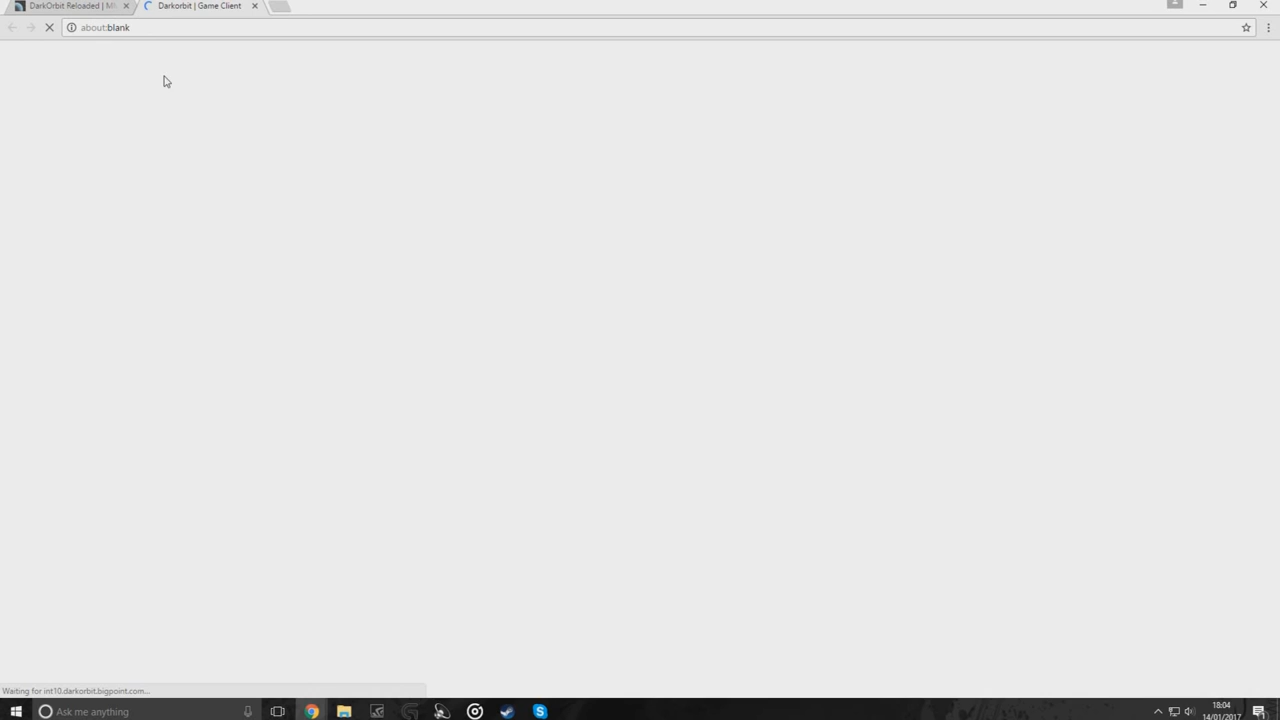 DarkOrbit Reloaded | M
Darkorbit | Game Client
about:blank
Waiting for int10.darkorbit.bigpoint.com...
Ask me anything
18:04
14/01/2017